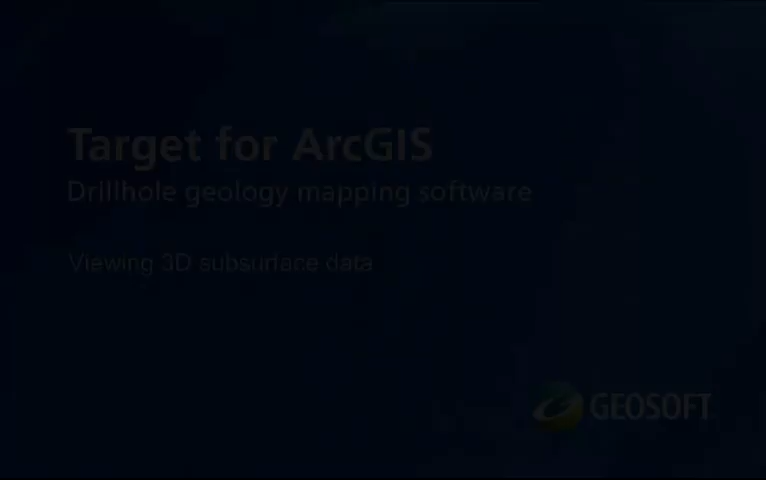 Target for ArcGIS
Drillhole geology mapping software
Viewing 3D subsurface data
GEOSOFT